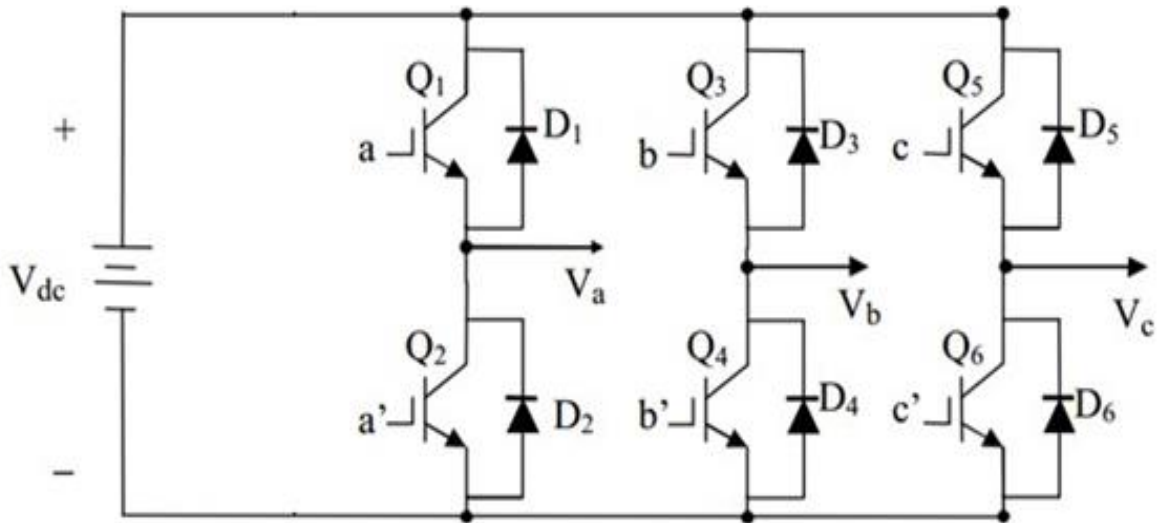 Q1
Q3
Q5
+
D1
D3
D5
a
b
c
Vdc
Va
Vb
Vc
Q2
Q4
Q6
a’
D2
b’
D4
c’
D6
−